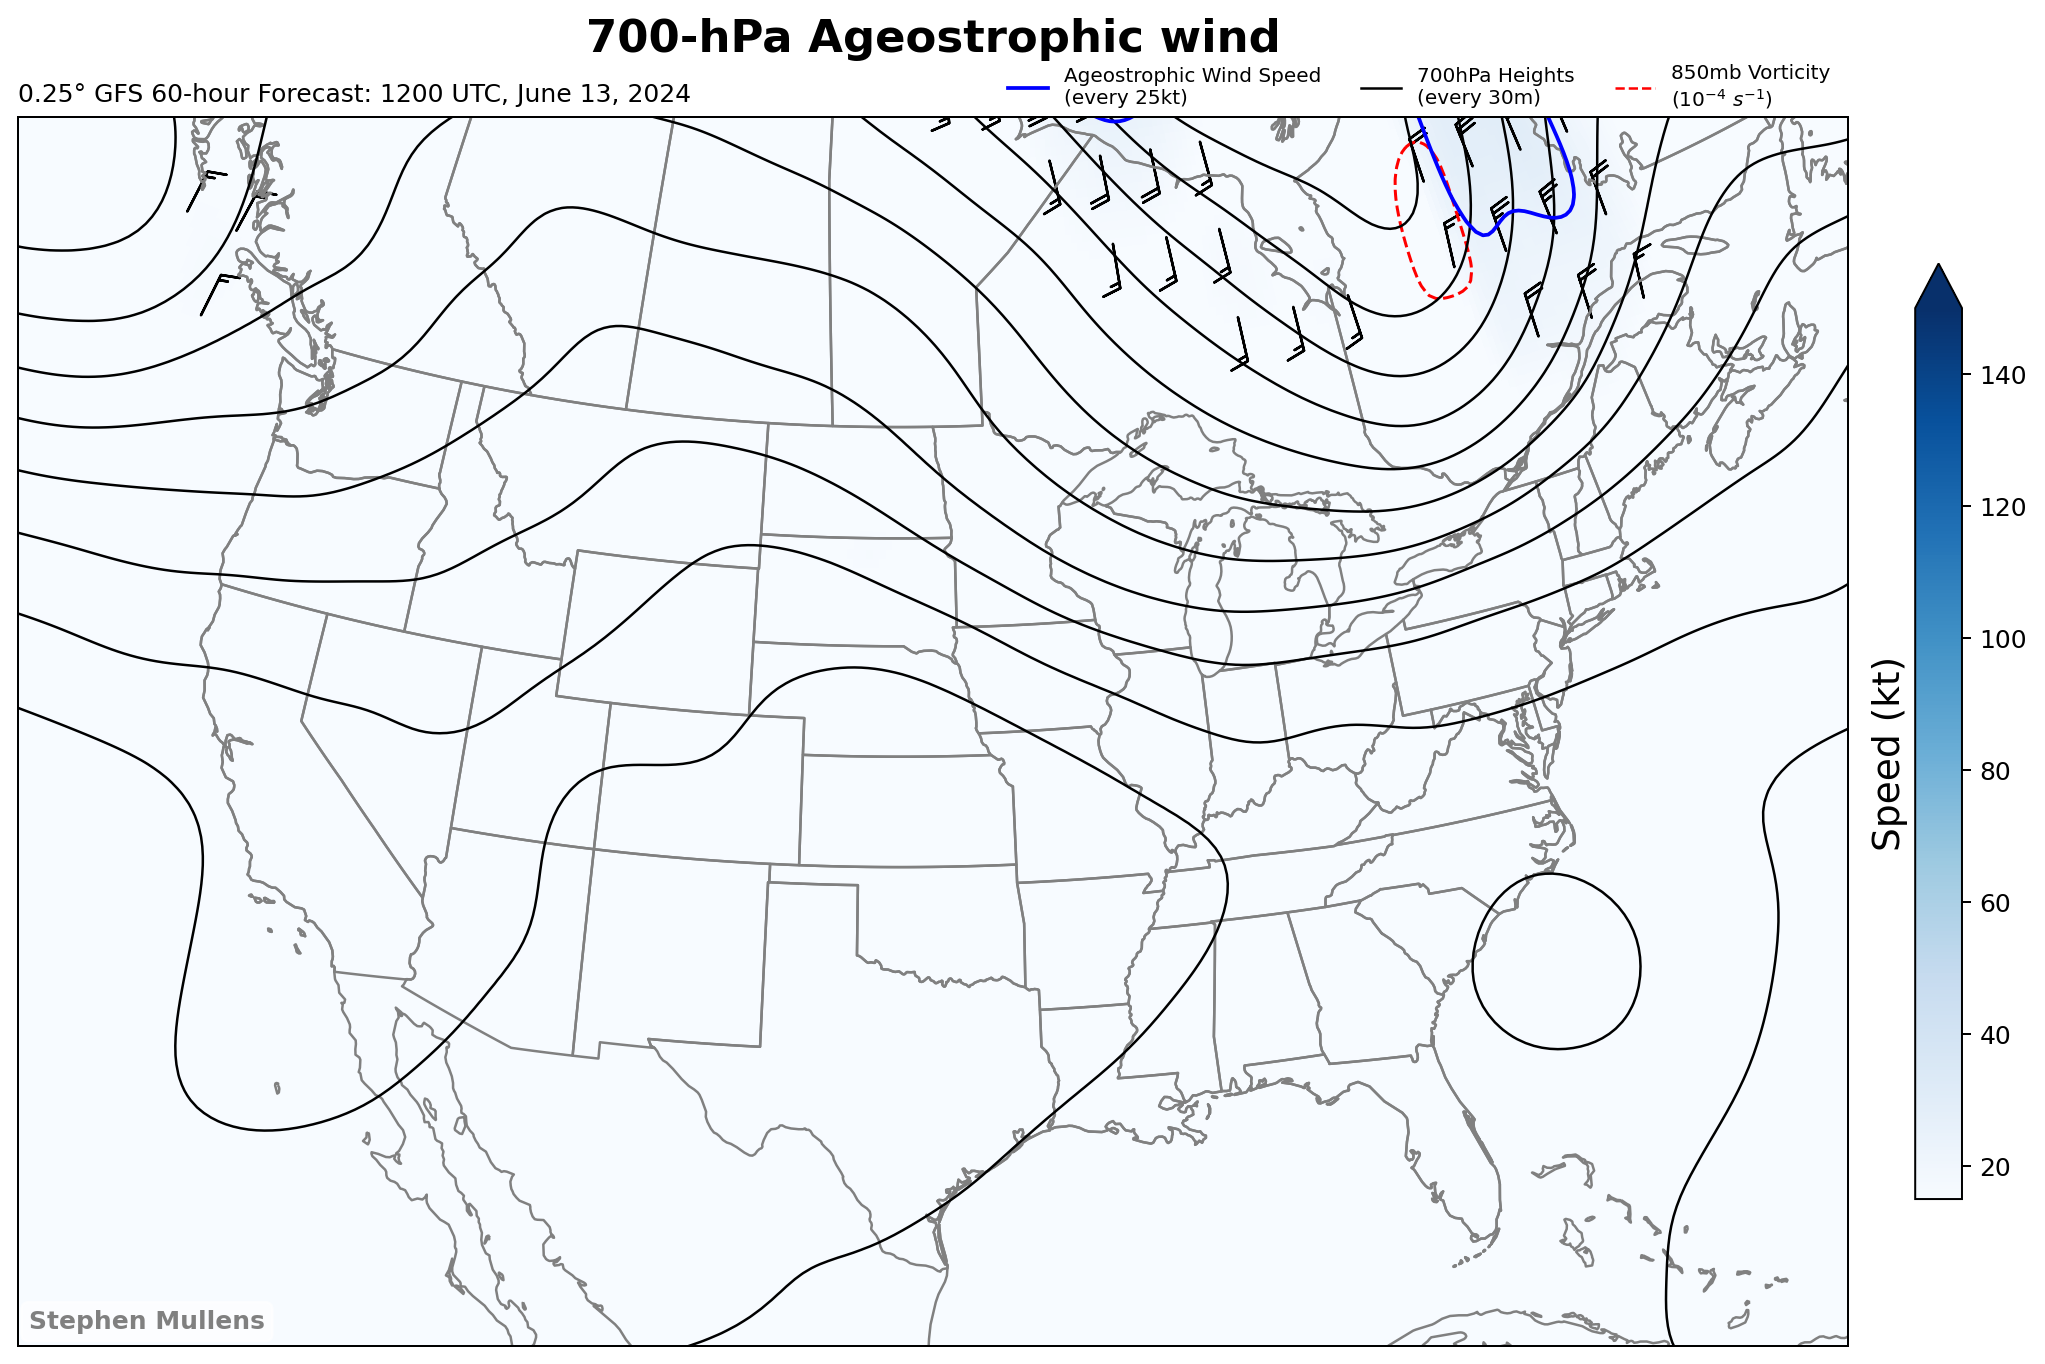 700-hPa Ageostrophic wind
0.25° GFS 60-hour Forecast: 1200 UTC, June 13, 2024
Ageostrophic Wind Speed
(every 25kt)
700hPa Heights
(every 30m)
850mb Vorticity
(10⁻⁴ s⁻¹)
140
120
100
80
60
40
20
Speed (kt)
Stephen Mullens